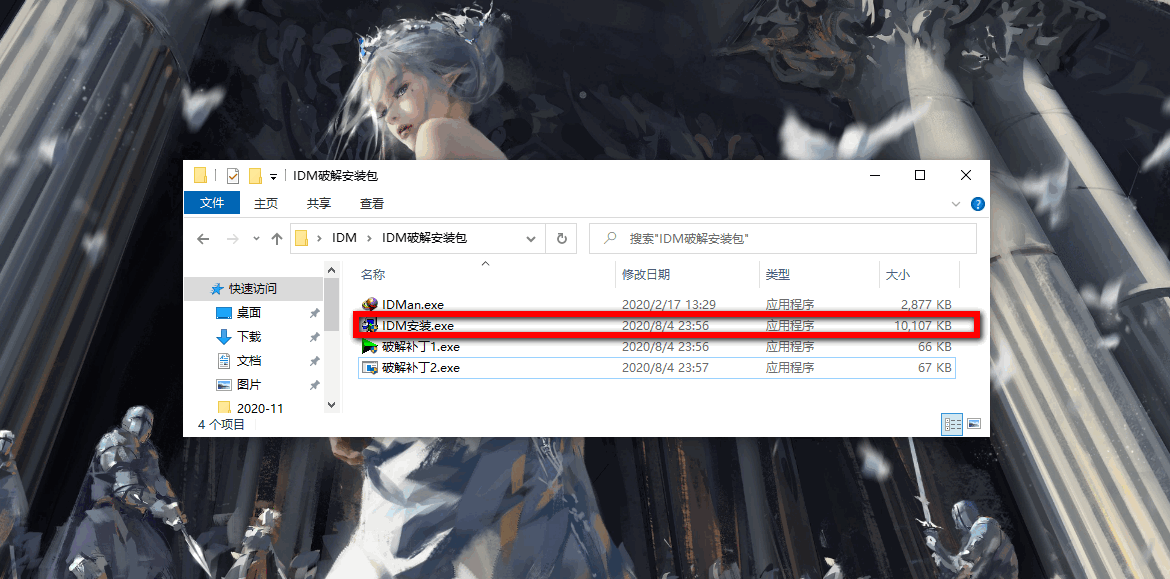 IDM破解安装包
文件 主页 共享 查看
IDM IDM破解安装包 搜索"IDM破解安装包"
名称 修改日期 类型 大小
快速访问
桌面
下载
文档
图片
2020-11
IDMan.exe 2020/2/17 13:29 应用程序 2,877 KB
IDM安装.exe 2020/8/4 23:56 应用程序 10,107 KB
破解补丁1.exe 2020/8/4 23:56 应用程序 66 KB
破解补丁2.exe 2020/8/4 23:57 应用程序 67 KB
4 个项目